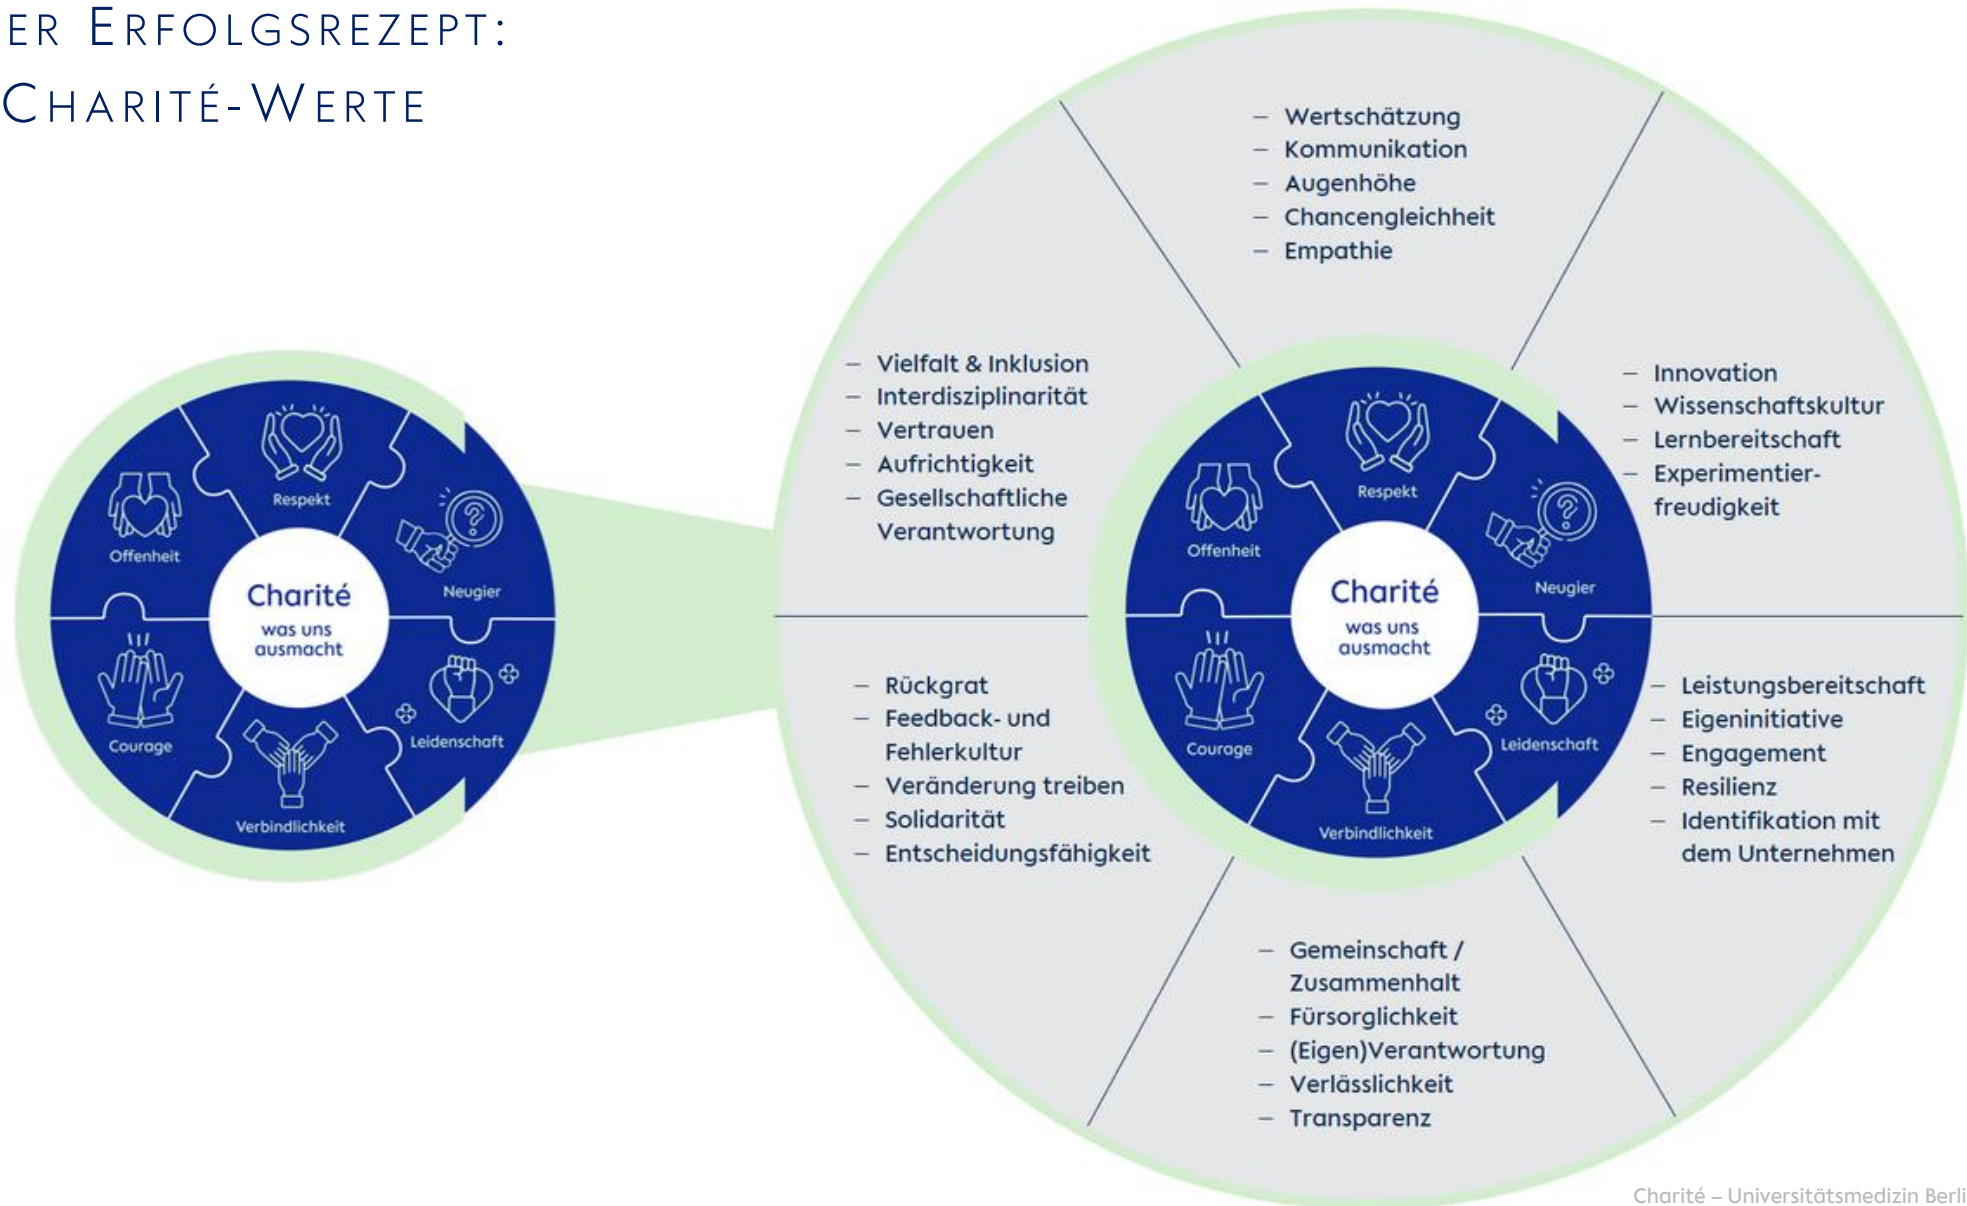 ER ERFOLGSREZEPT:
CHARITÉ-WERTE
Respekt
Neugier
Offenheit
Charité
was uns
ausmacht
Courage
Leidenschaft
Verbindlichkeit
– Wertschätzung
– Kommunikation
– Augenhöhe
– Chancengleichheit
– Empathie
– Vielfalt & Inklusion
– Interdisziplinarität
– Vertrauen
– Aufrichtigkeit
– Gesellschaftliche
Verantwortung
– Innovation
– Wissenschaftskultur
– Lernbereitschaft
– Experimentier-
freudigkeit
Respekt
Offenheit
Neugier
Charité
was uns
ausmacht
Courage
Leidenschaft
Verbindlichkeit
– Rückgrat
– Feedback- und
Fehlerkultur
– Veränderung treiben
– Solidarität
– Entscheidungsfähigkeit
– Leistungsbereitschaft
– Eigeninitiative
– Engagement
– Resilienz
– Identifikation mit
dem Unternehmen
– Gemeinschaft /
Zusammenhalt
– Fürsorglichkeit
– (Eigen)Verantwortung
– Verlässlichkeit
– Transparenz
Charité – Universitätsmedizin Berli